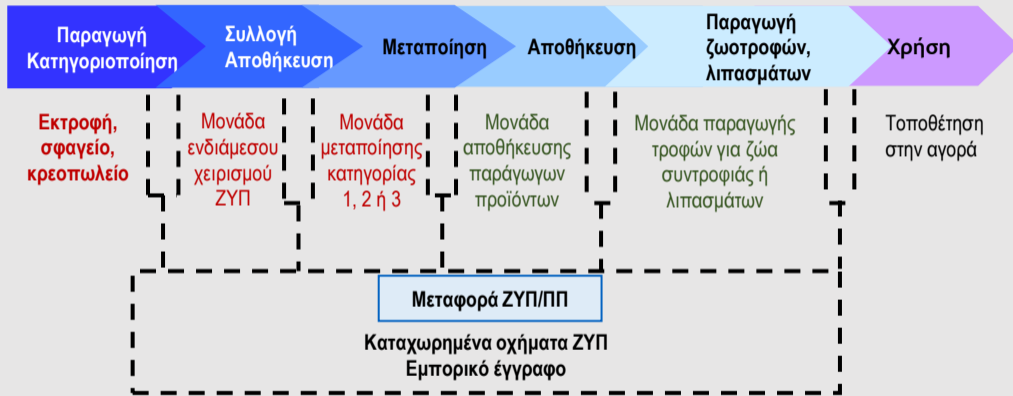 Παραγωγή
Κατηγοριοποίηση
Συλλογή
Αποθήκευση
Μεταποίηση
Αποθήκευση
Παραγωγή
ζωοτροφών,
λιπασμάτων
Χρήση
Εκτροφή,
σφαγείο,
κρεοπωλείο
Μονάδα
ενδιάμεσου
χειρισμού
ΖΥΠ
Μονάδα
μεταποίησης
κατηγορίας
1, 2 ή 3
Μονάδα
αποθήκευσης
παράγωγων
προϊόντων
Μονάδα παραγωγής
τροφών για ζώα
συντροφιάς ή
λιπασμάτων
Τοποθέτηση
στην αγορά
Μεταφορά ΖΥΠ/ΠΠ
Καταχωρημένα οχήματα ΖΥΠ
Εμπορικό έγγραφο